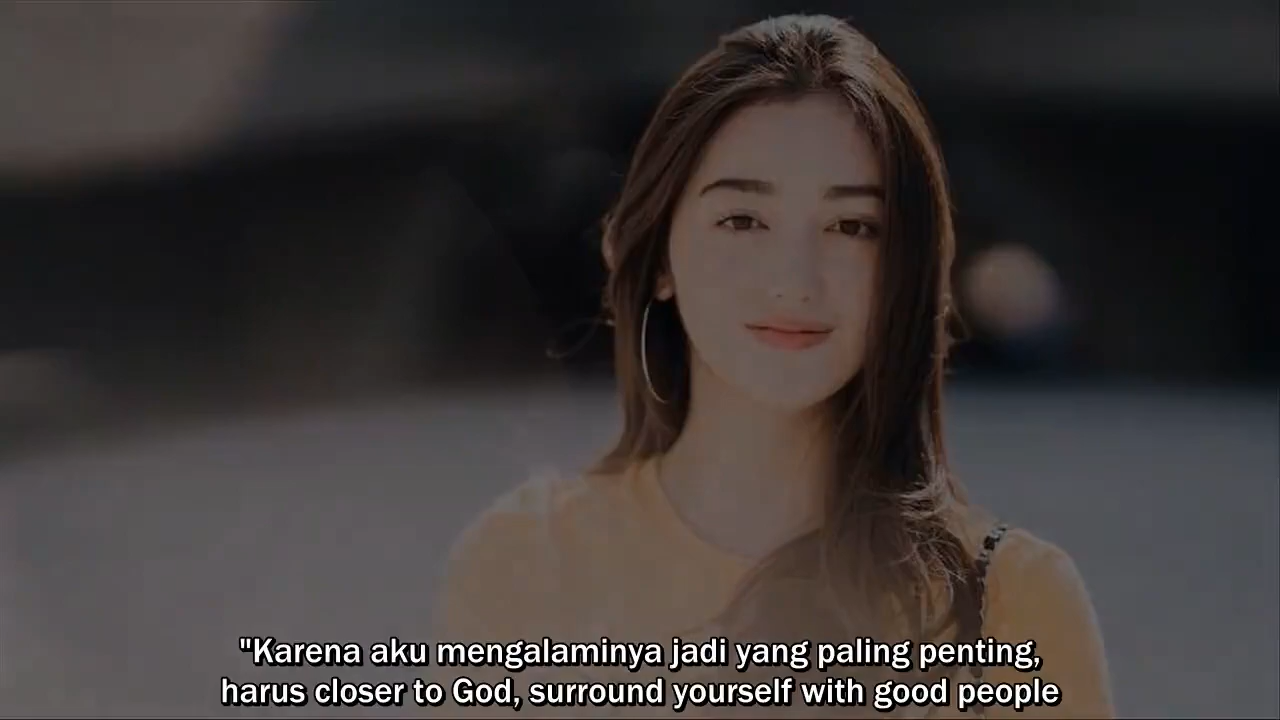 "Karena aku mengalaminya jadi yang paling penting,
harus closer to God, surround yourself with good people